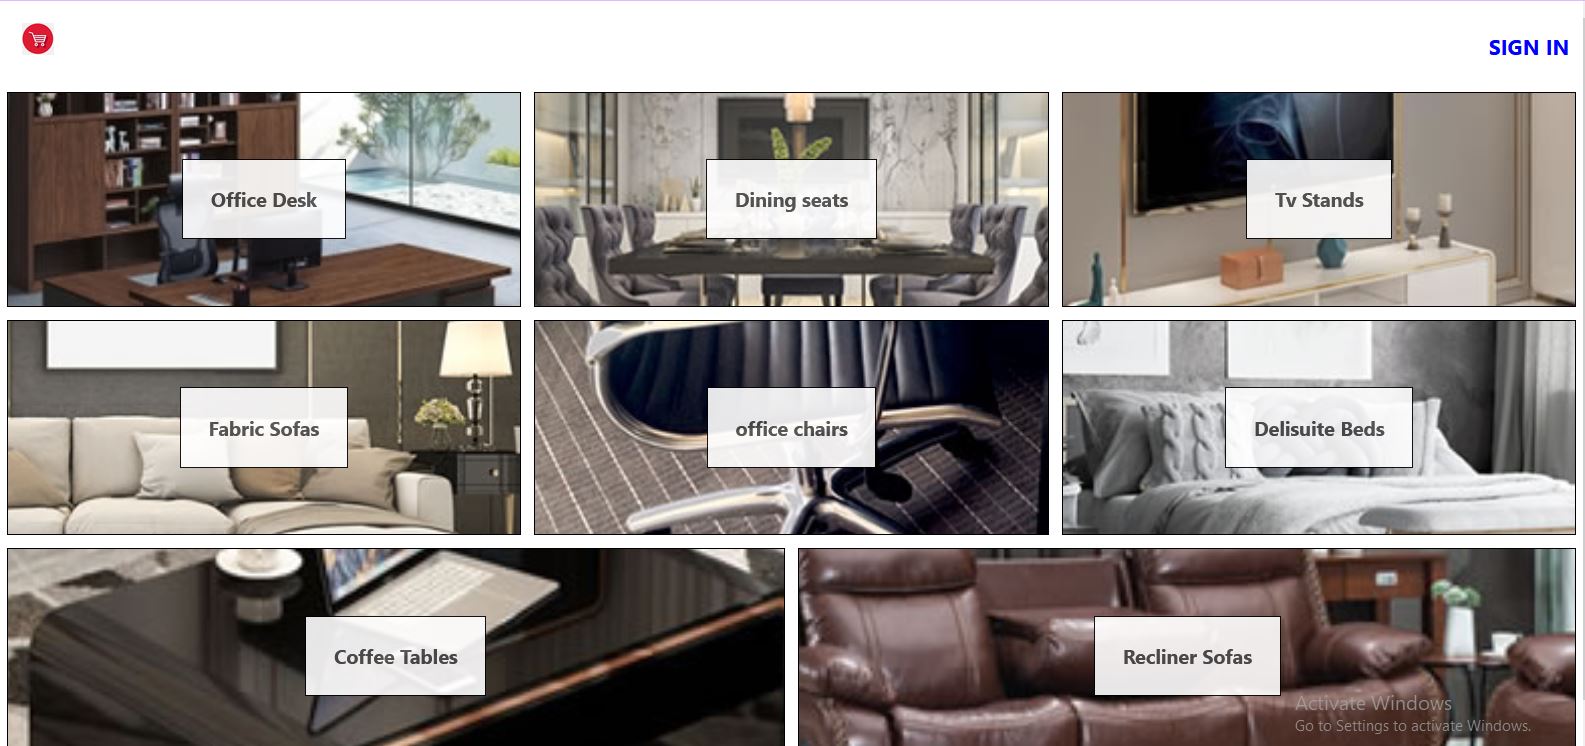 SIGN IN
Office Desk
Dining seats
Tv Stands
Fabric Sofas
office chairs
Delisuite Beds
Coffee Tables
Recliner Sofas
Activate Windows
Go to Settings to activate Windows.